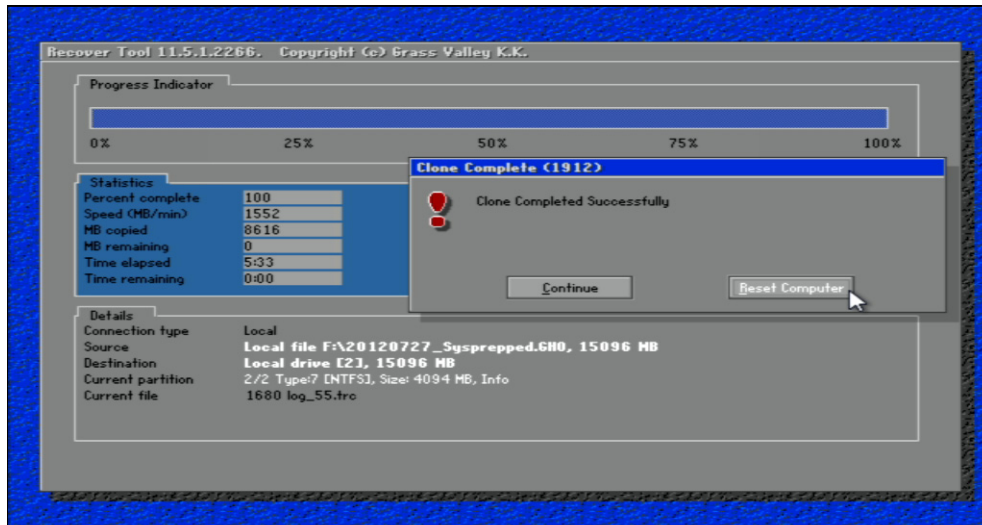 Recover Tool 11.5.1.2266. Copyright (c) Grass Valley K.K.
Progress Indicator
0% 25% 50% 75% 100%
Clone Complete (1912)
Clone Completed Successfully
Continue Reset Computer
Statistics
Percent complete 100
Speed (MB/min) 1552
MB copied 8616
MB remaining 0
Time elapsed 5:33
Time remaining 0:00
Details
Connection type Local
Source Local file F:\20120727_Sysprepped.GHO, 15096 MB
Destination Local drive [2], 15096 MB
Current partition 2/2 Type:7 [NTFS], Size: 4094 MB, Info
Current file 1680 log_55.trc